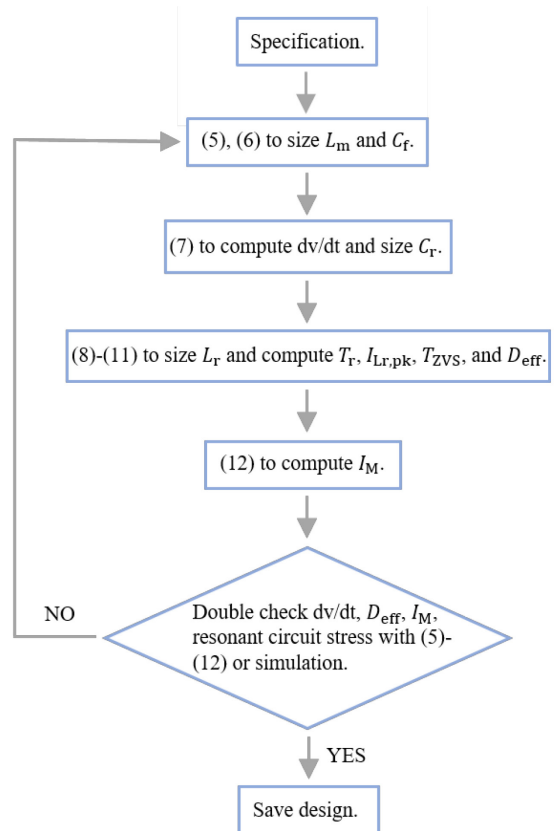 Specification.
(5), (6) to size Lm and Cf.
(7) to compute dv/dt and size Cr.
(8)-(11) to size Lr and compute Tr, ILr,pk, TZVS, and Deff.
(12) to compute IM.
Double check dv/dt, Deff, IM,
resonant circuit stress with (5)-
(12) or simulation.
NO
YES
Save design.